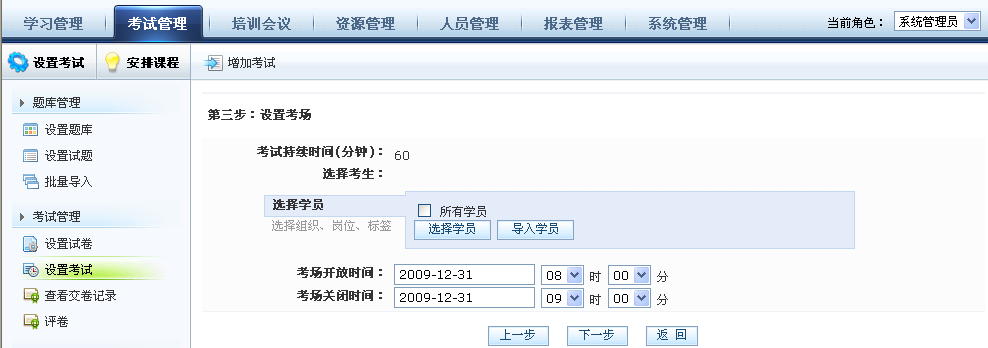 学习管理 考试管理 培训会议 资源管理 人员管理 报表管理 系统管理 当前角色： 系统管理员
设置考试 安排课程 增加考试
题库管理
设置题库
设置试题
批量导入
考试管理
设置试卷
设置考试
查看交卷记录
评卷
第三步：设置考场
考试持续时间(分钟)： 60
选择考生：
选择学员
选择组织、岗位、标签
所有学员
选择学员 导入学员
考场开放时间： 2009-12-31 08 时 00 分
考场关闭时间： 2009-12-31 09 时 00 分
上一步 下一步 返 回